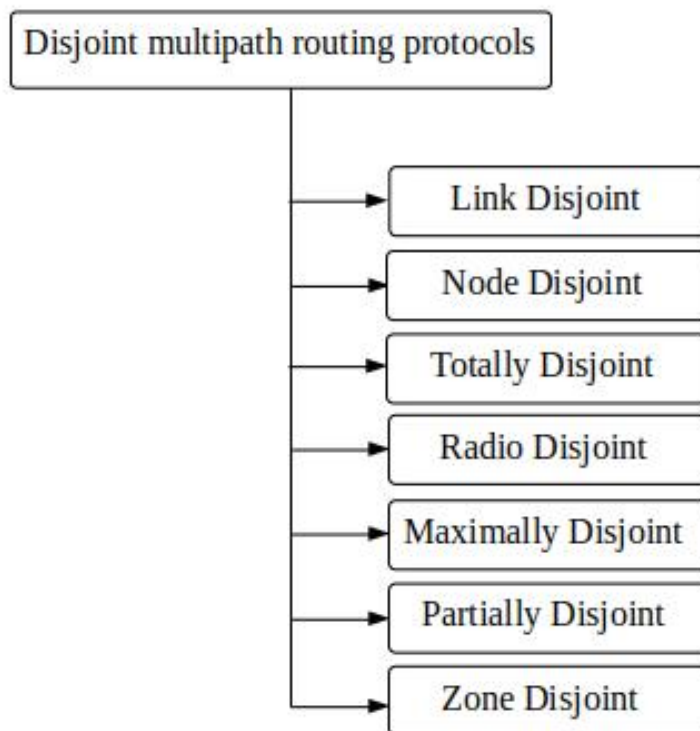 Disjoint multipath routing protocols
Link Disjoint
Node Disjoint
Totally Disjoint
Radio Disjoint
Maximally Disjoint
Partially Disjoint
Zone Disjoint